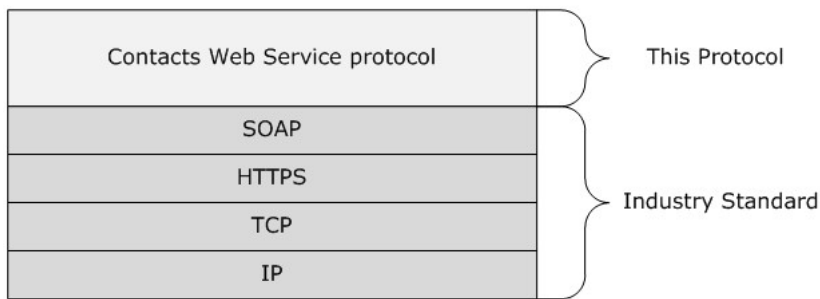 Contacts Web Service protocol
This Protocol
SOAP
HTTPS
TCP
IP
Industry Standard